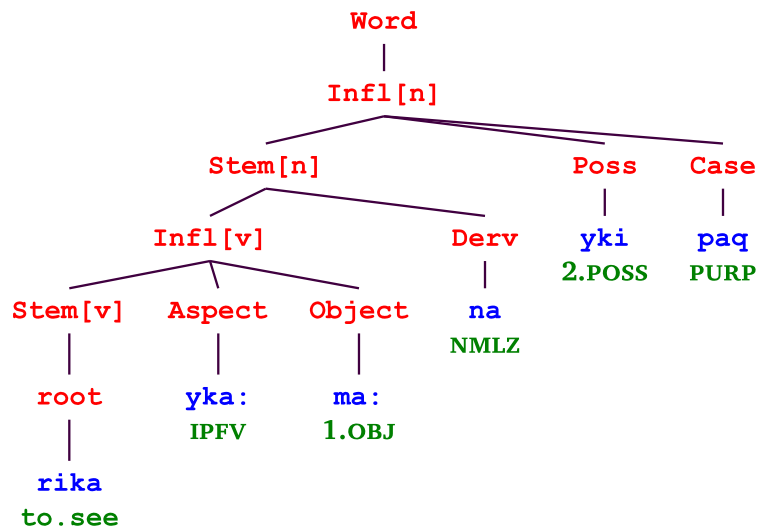 Word
Infl[n]
Stem[n] Poss Case
Infl[v] Derv yki paq
2.POSS PURP
Stem[v] Aspect Object na
NMLZ
root yka: ma:
IPFV 1.OBJ
rika
to.see